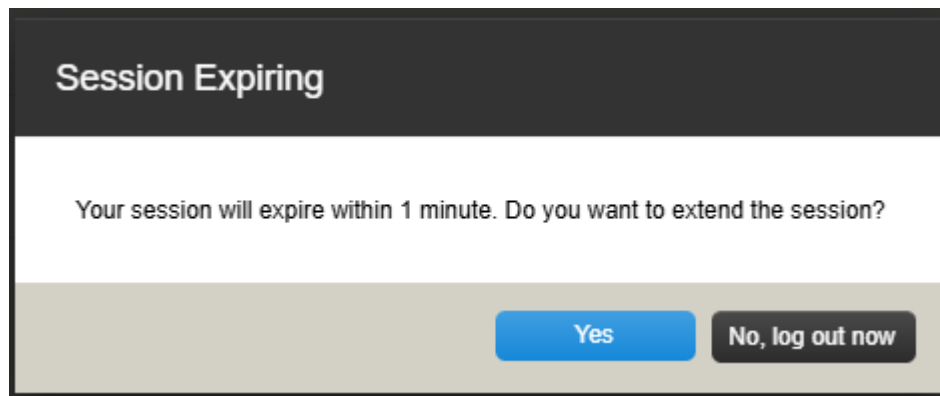 Session Expiring
Your session will expire within 1 minute. Do you want to extend the session?
Yes
No, log out now